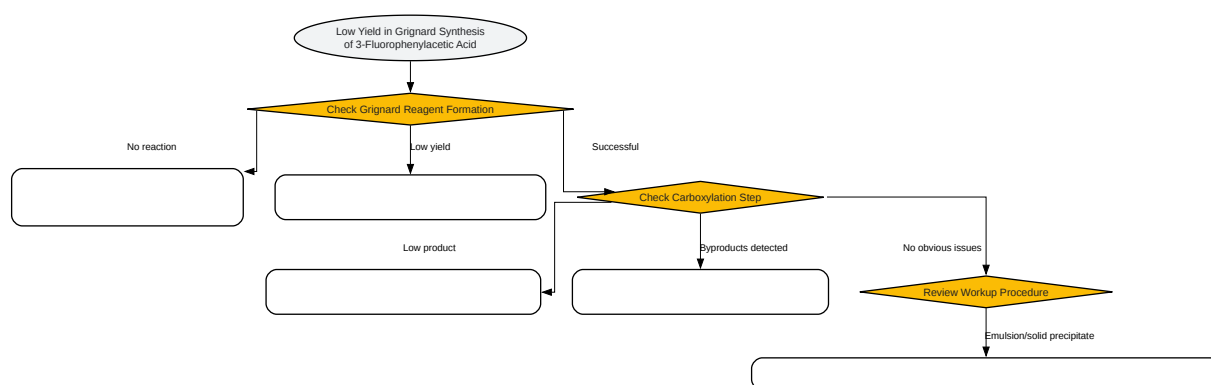 Low Yield in Grignard Synthesis
of 3-Fluorophenylacetic Acid
Check Grignard Reagent Formation
No reaction
Low yield
Successful
Check Carboxylation Step
Low product
Byproducts detected
No obvious issues
Review Workup Procedure
Emulsion/solid precipitate